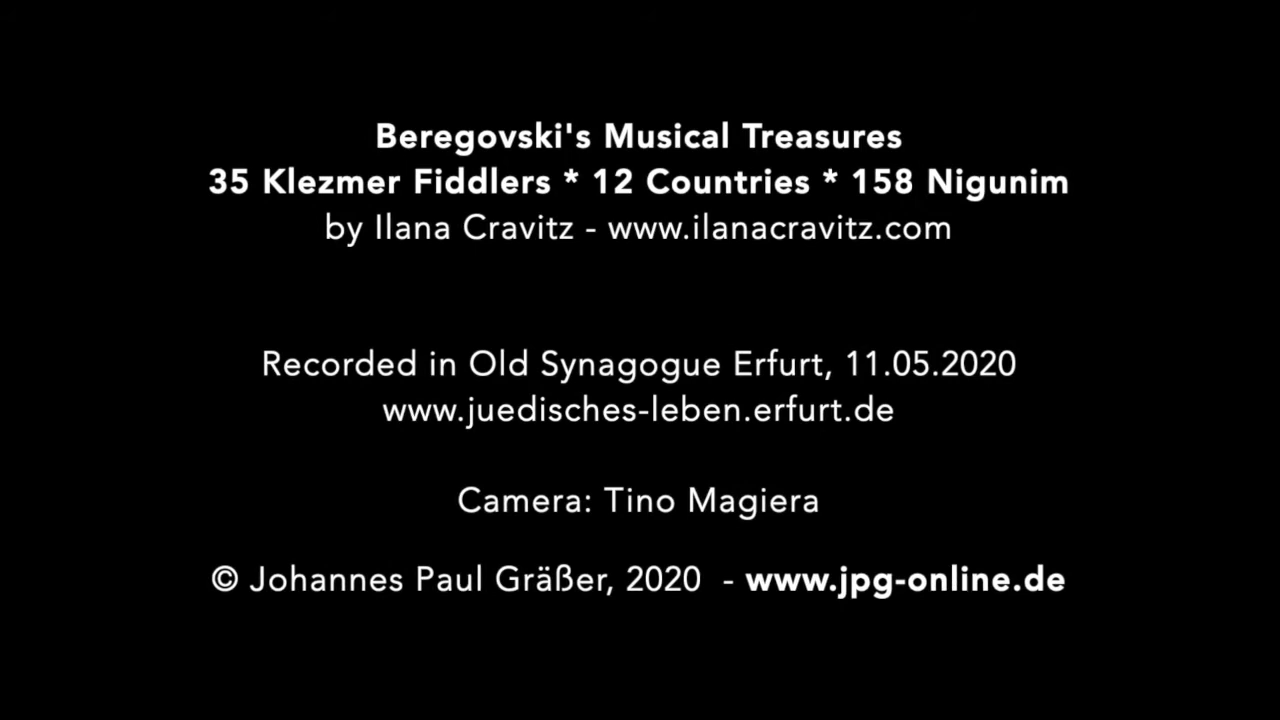 Beregovski's Musical Treasures
35 Klezmer Fiddlers * 12 Countries * 158 Nigunim
by Ilana Cravitz - www.ilanacravitz.com
Recorded in Old Synagogue Erfurt, 11.05.2020
www.juedisches-leben.erfurt.de
Camera: Tino Magiera
© Johannes Paul Gräßer, 2020 - www.jpg-online.de